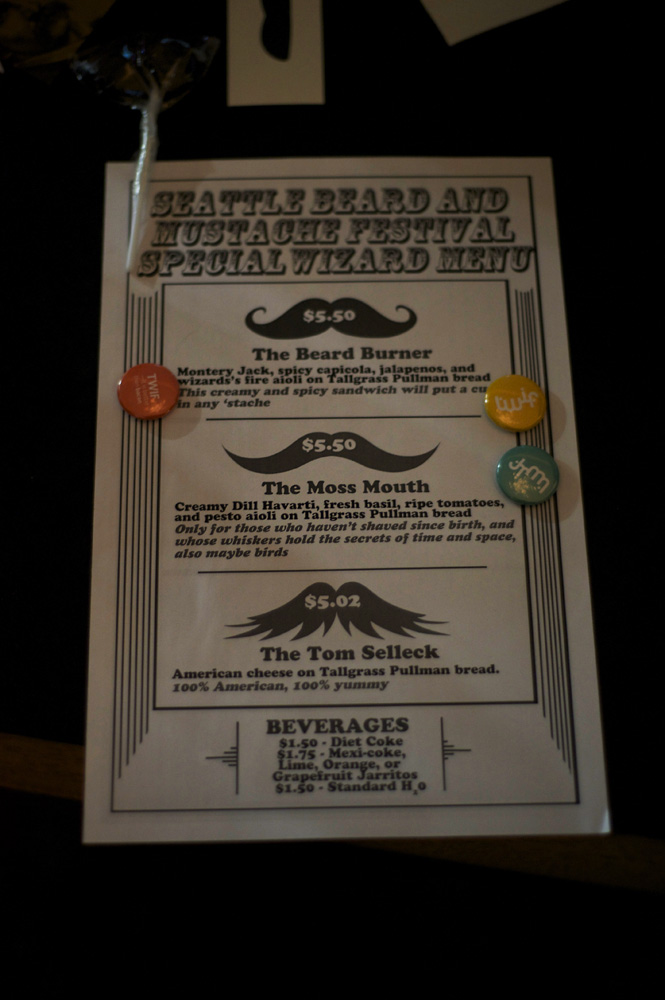 SEATTLE BEARD AND
MUSTACHE FESTIVAL
SPECIAL WIZARD MENU
$5.50
The Beard Burner
Montery Jack, spicy capicola, jalapenos, and
wizards's fire aioli on Tallgrass Pullman bread
This creamy and spicy sandwich will put a cu
in any 'stache
$5.50
The Moss Mouth
Creamy Dill Havarti, fresh basil, ripe tomatoes,
and pesto aioli on Tallgrass Pullman bread
Only for those who haven't shaved since birth, and
whose whiskers hold the secrets of time and space,
also maybe birds
$5.02
The Tom Selleck
American cheese on Tallgrass Pullman bread.
100% American, 100% yummy
BEVERAGES
$1.50 - Diet Coke
$1.75 - Mexi-coke,
Lime, Orange, or
Grapefruit Jarritos
$1.50 - Standard H2O
TWIF
twif